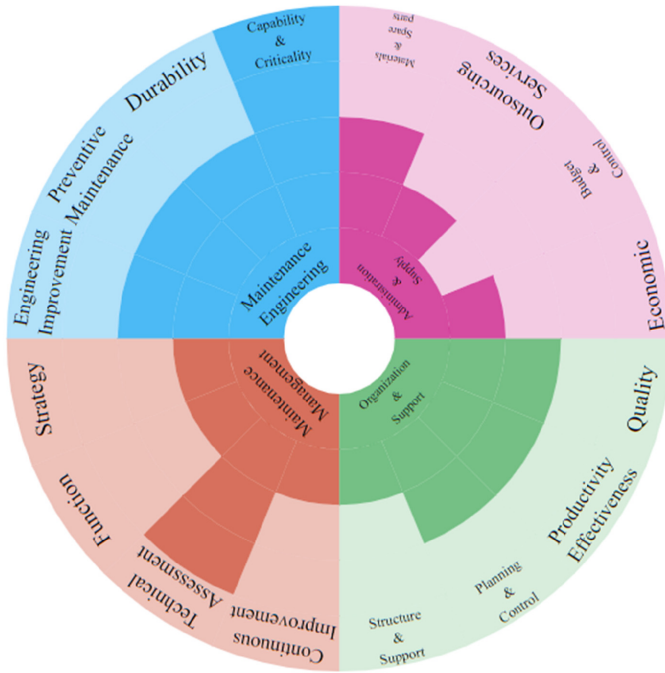 Capability
&
Criticality
Durability
Preventive
Maintenance
Engineering
Improvement
Maintenance
Engineering
Materials
&
Spare
parts
Outsourcing
Services
Budget
&
Control
Economic
Administration
&
Supply
Strategy
Function
Technical
Assessment
Continuous
Improvement
Maintenance
Management
Organization
&
Support
Quality
Productivity
Effectiveness
Planning
&
Control
Structure
&
Support